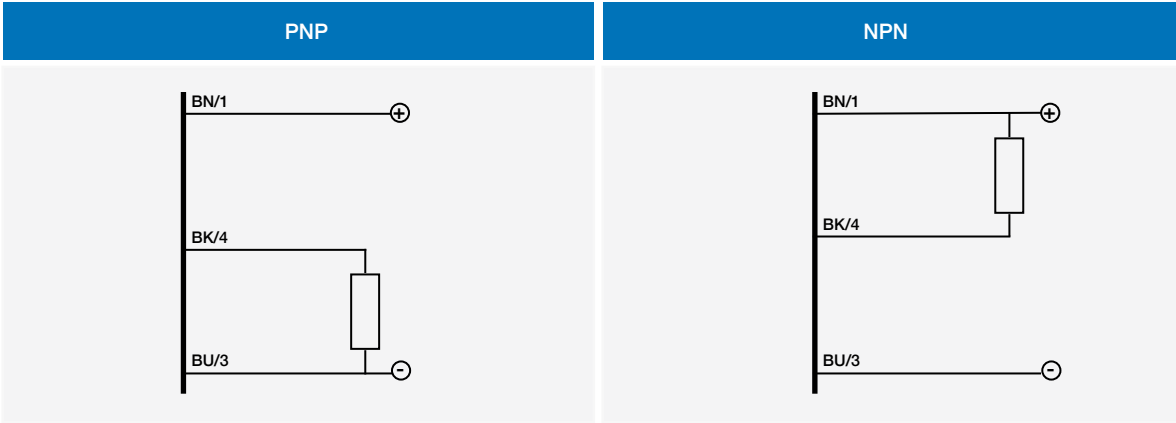 PNP
BN/1
+
BK/4
BU/3
-
NPN
BN/1
+
BK/4
BU/3
-